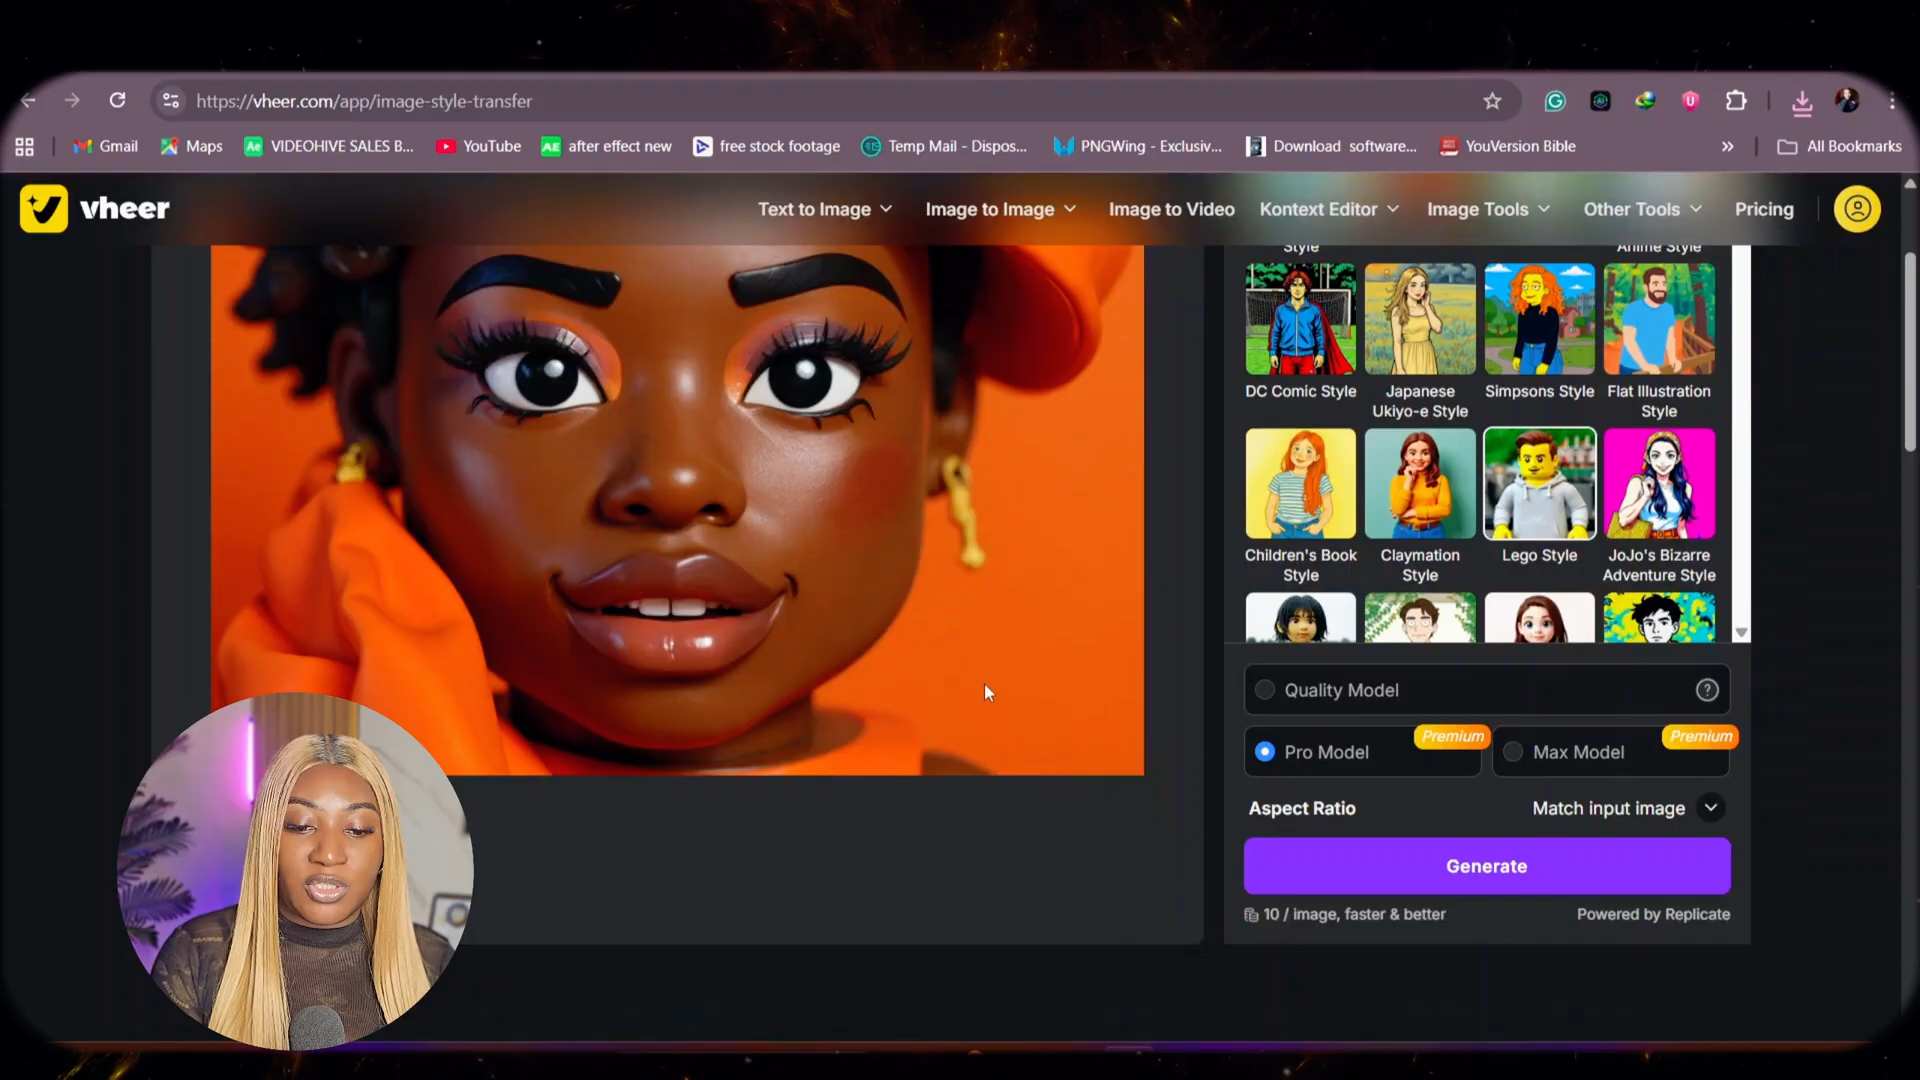 https://vheer.com/app/image-style-transfer
Gmail
Maps
VIDEOHIVE SALES B...
YouTube
after effect new
free stock footage
Temp Mail - Dispos...
PNGWing - Exclusiv...
Download software...
YouVersion Bible
All Bookmarks
vheer
Text to Image
Image to Image
Image to Video
Kontext Editor
Image Tools
Other Tools
Pricing
Style
Anime Style
DC Comic Style
Japanese
Ukiyo-e Style
Simpsons Style
Flat Illustration
Style
Children's Book
Style
Claymation
Style
Lego Style
JoJo's Bizarre
Adventure Style
Quality Model
Pro Model
Premium
Max Model
Premium
Aspect Ratio
Match input image
Generate
10 / image, faster & better
Powered by Replicate